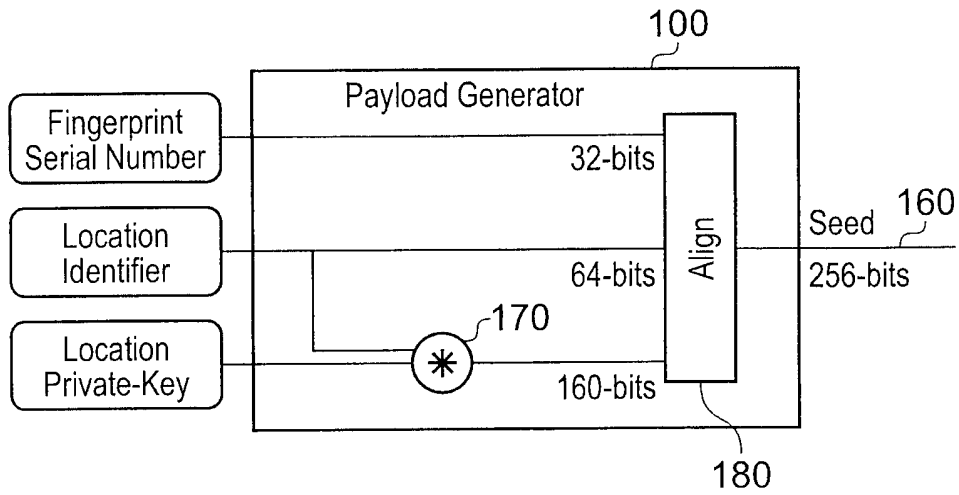 100
Payload Generator
Fingerprint
Serial Number
32-bits
Location
Identifier
64-bits
Align
Seed
160
256-bits
Location
Private-Key
170
*
160-bits
180